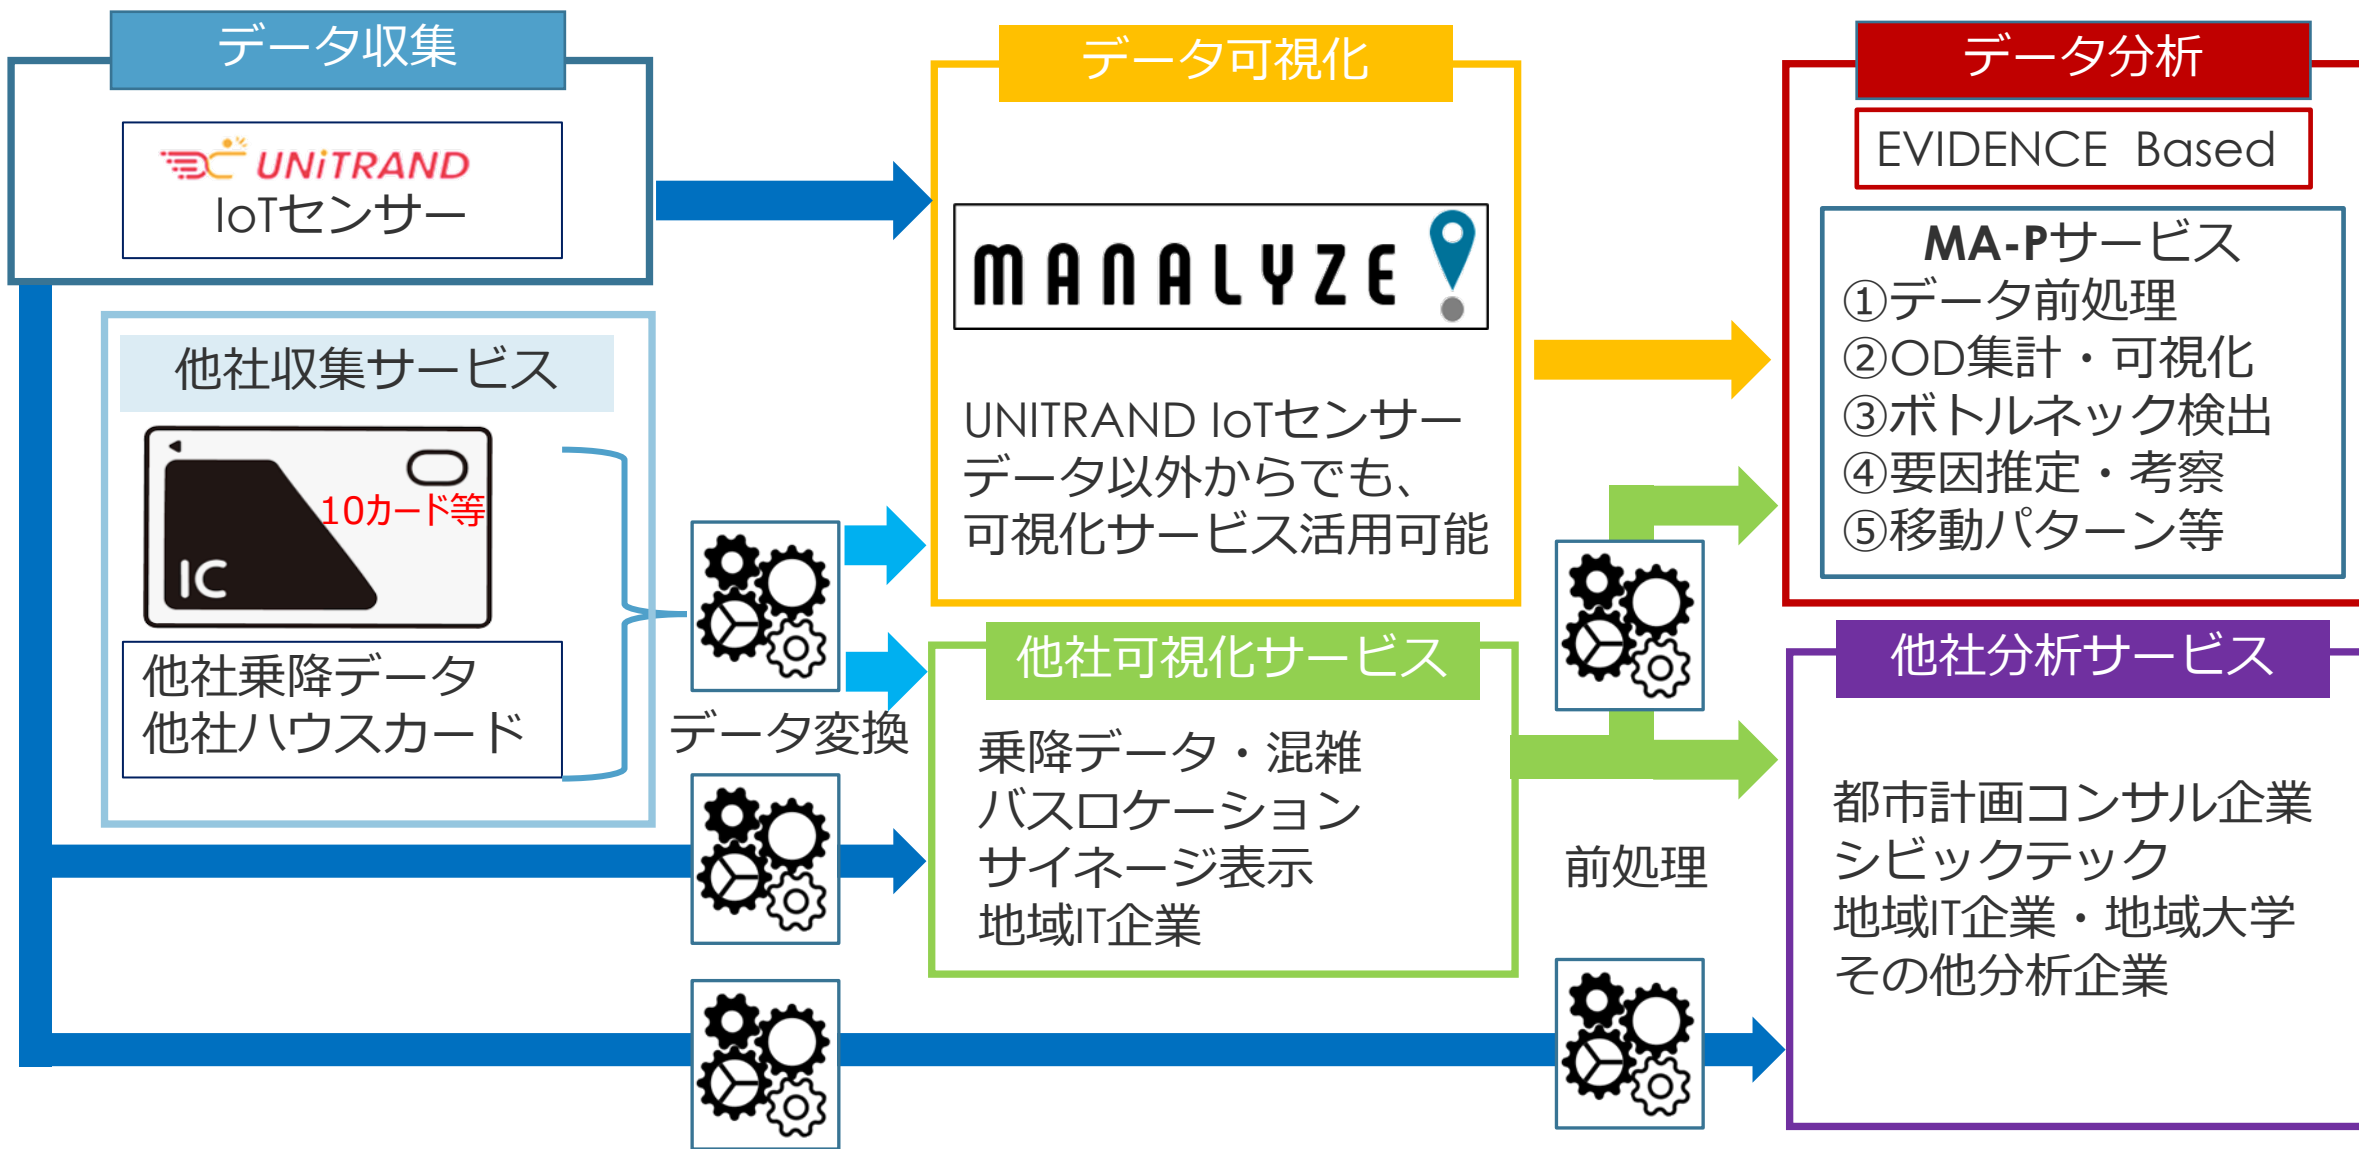 データ収集
UNiTRAND
IoTセンサー
他社収集サービス
10カード等
IC
他社乗降データ
他社ハウスカード
データ変換
データ可視化
MANALYZE
UNITRAND IoTセンサー
データ以外からでも、
可視化サービス活用可能
他社可視化サービス
乗降データ・混雑
バスロケーション
サイネージ表示
地域IT企業
前処理
データ分析
EVIDENCE Based
MA-Pサービス
①データ前処理
②OD集計・可視化
③ボトルネック検出
④要因推定・考察
⑤移動パターン等
他社分析サービス
都市計画コンサル企業
シビックテック
地域IT企業・地域大学
その他分析企業